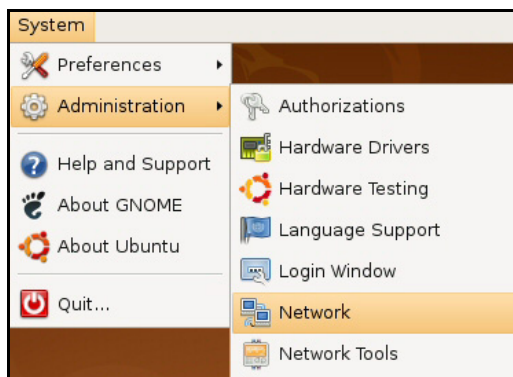 System
Preferences
Administration
Help and Support
About GNOME
About Ubuntu
Quit...
Authorizations
Hardware Drivers
Hardware Testing
Language Support
Login Window
Network
Network Tools